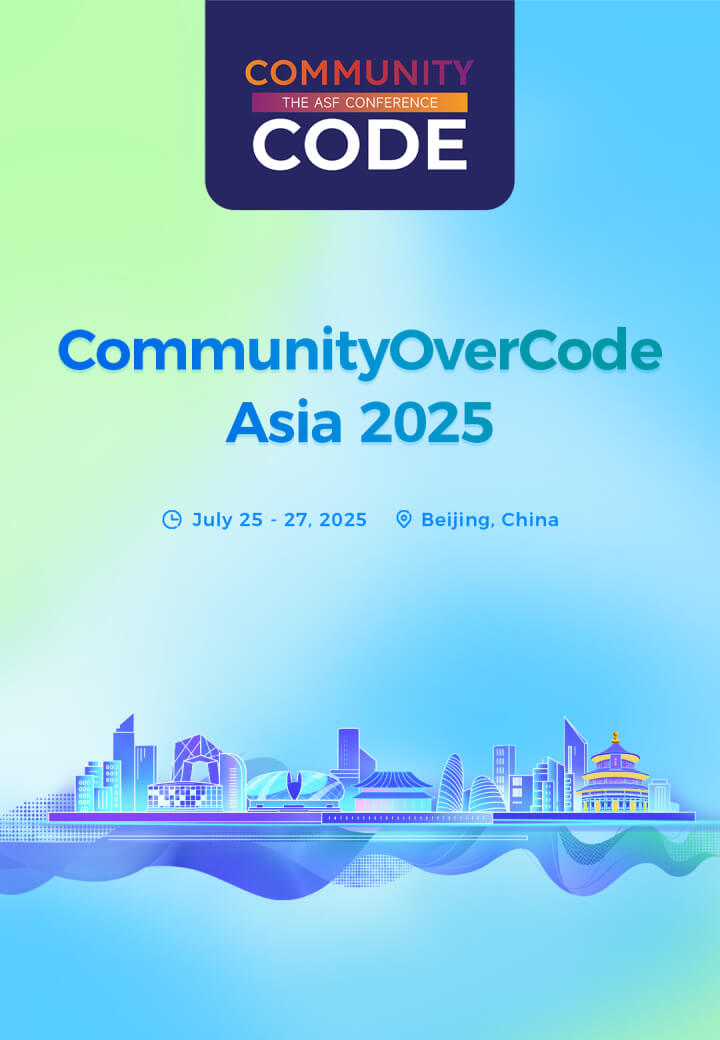 COMMUNITY
THE ASF CONFERENCE
CODE
CommunityOverCode
Asia 2025
July 25 - 27, 2025 Beijing, China